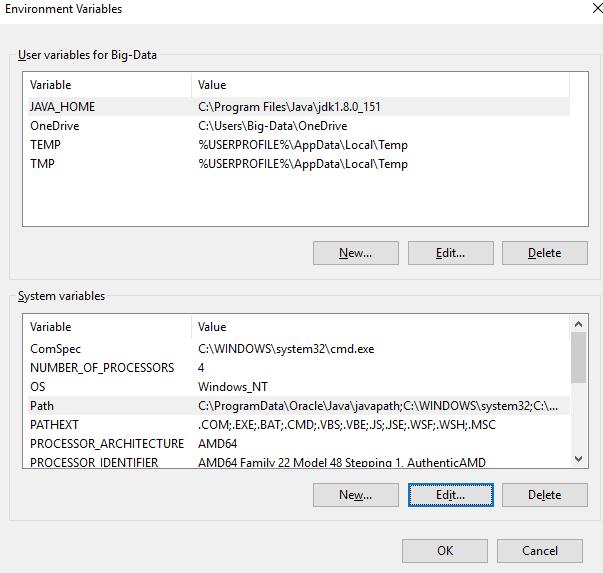 Environment Variables
User variables for Big-Data
Variable Value
JAVA_HOME C:\Program Files\Java\jdk1.8.0_151
OneDrive C:\Users\Big-Data\OneDrive
TEMP %USERPROFILE%\AppData\Local\Temp
TMP %USERPROFILE%\AppData\Local\Temp
New... Edit... Delete
System variables
Variable Value
ComSpec C:\WINDOWS\system32\cmd.exe
NUMBER_OF_PROCESSORS 4
OS Windows_NT
Path C:\ProgramData\Oracle\Java\javapath;C:\WINDOWS\system32;C:\...
PATHEXT .COM;.EXE;.BAT;.CMD;.VBS;.VBE;.JS;.JSE;.WSF;.WSH;.MSC
PROCESSOR_ARCHITECTURE AMD64
PROCESSOR_IDENTIFIER AMD64 Family 22 Model 48 Stepping 1, AuthenticAMD
New... Edit... Delete
OK Cancel